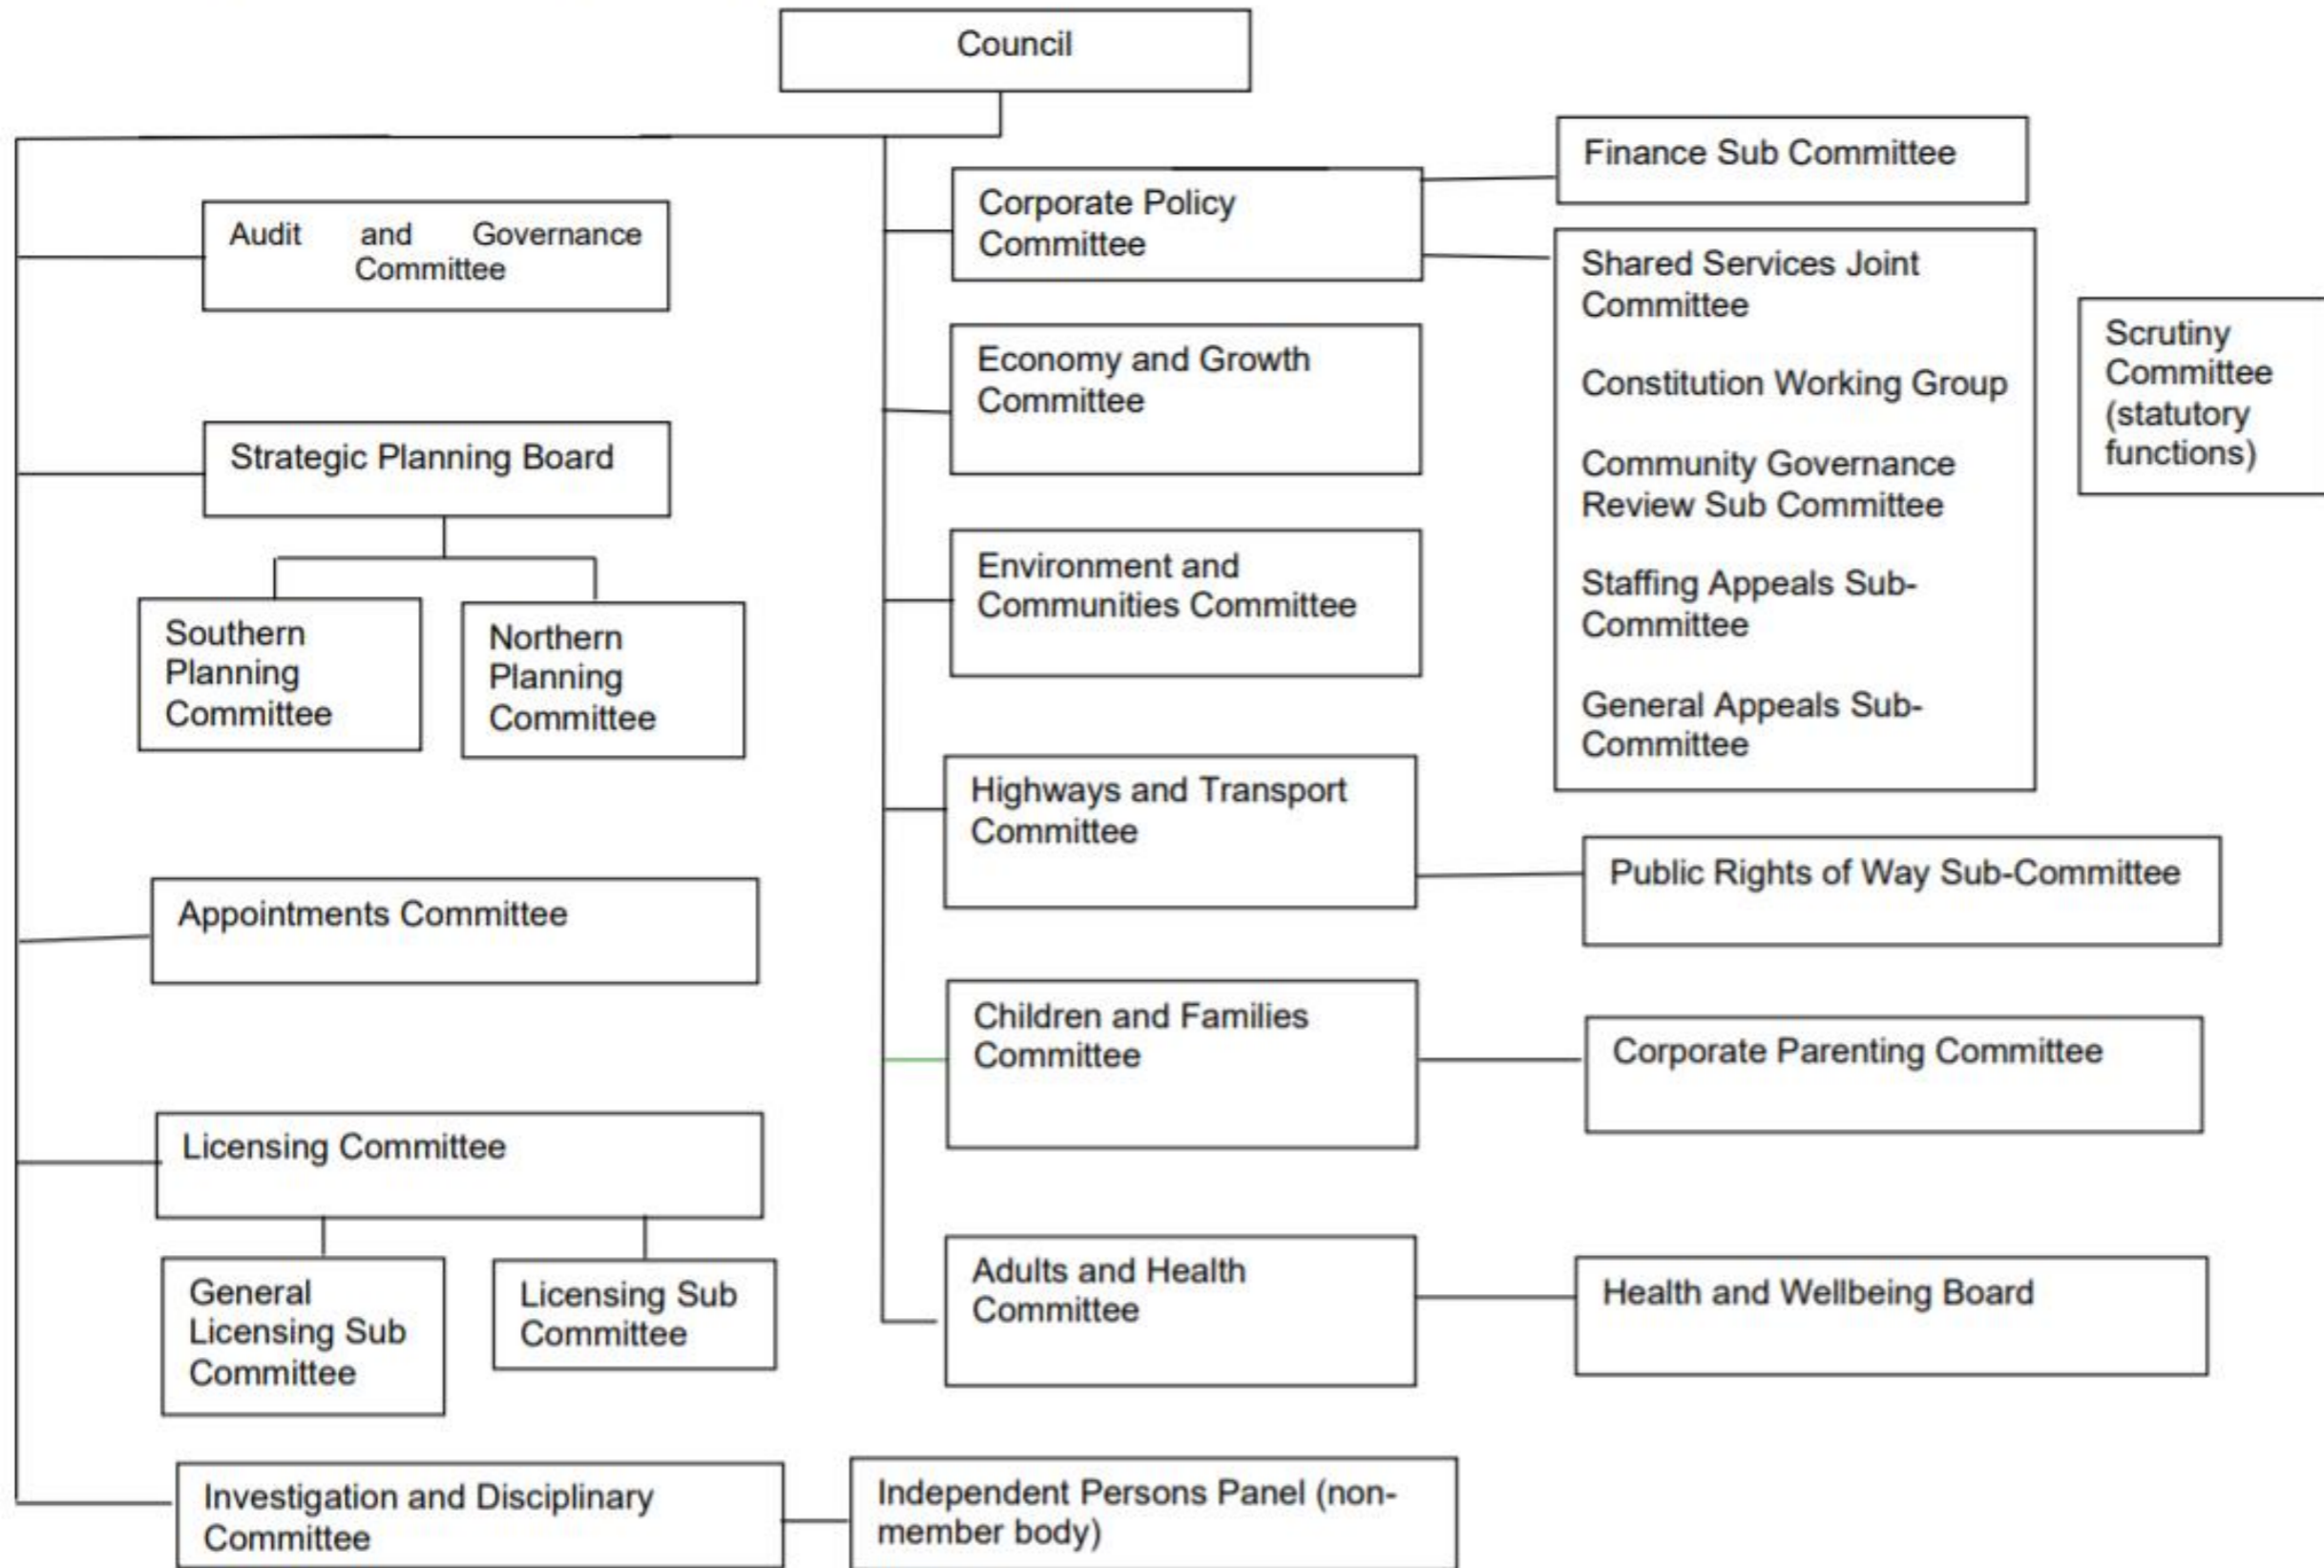 Council
Audit and Governance
Committee
Strategic Planning Board
Southern
Planning
Committee
Northern
Planning
Committee
Appointments Committee
Licensing Committee
General
Licensing Sub
Committee
Licensing Sub
Committee
Investigation and Disciplinary
Committee
Independent Persons Panel (non-
member body)
Corporate Policy
Committee
Economy and Growth
Committee
Environment and
Communities Committee
Highways and Transport
Committee
Children and Families
Committee
Adults and Health
Committee
Finance Sub Committee
Shared Services Joint
Committee
Constitution Working Group
Community Governance
Review Sub Committee
Staffing Appeals Sub-
Committee
General Appeals Sub-
Committee
Public Rights of Way Sub-Committee
Corporate Parenting Committee
Health and Wellbeing Board
Scrutiny
Committee
(statutory
functions)